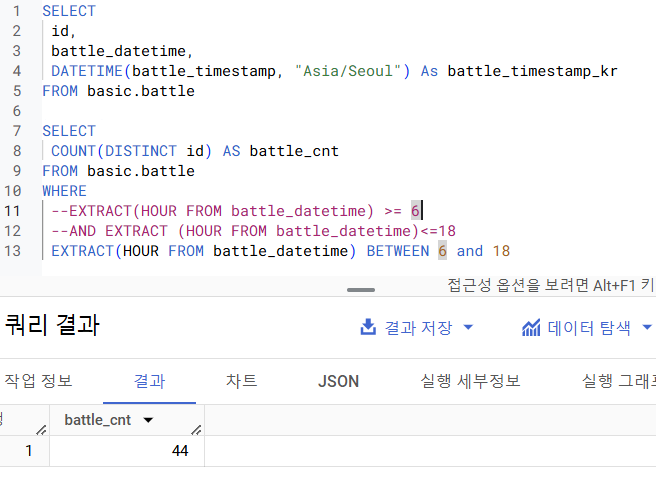 1 SELECT
2 id,
3 battle_datetime,
4 DATETIME(battle_timestamp, "Asia/Seoul") As battle_timestamp_kr
5 FROM basic.battle
6
7 SELECT
8 COUNT(DISTINCT id) AS battle_cnt
9 FROM basic.battle
10 WHERE
11 --EXTRACT(HOUR FROM battle_datetime) >= 6
12 --AND EXTRACT (HOUR FROM battle_datetime)<=18
13 EXTRACT(HOUR FROM battle_datetime) BETWEEN 6 and 18
접근성 옵션을 보려면 Alt+F1 키
쿼리 결과 결과 저장 데이터 탐색
작업 정보 결과 차트 JSON 실행 세부정보 실행 그래프
battle_cnt
1 44